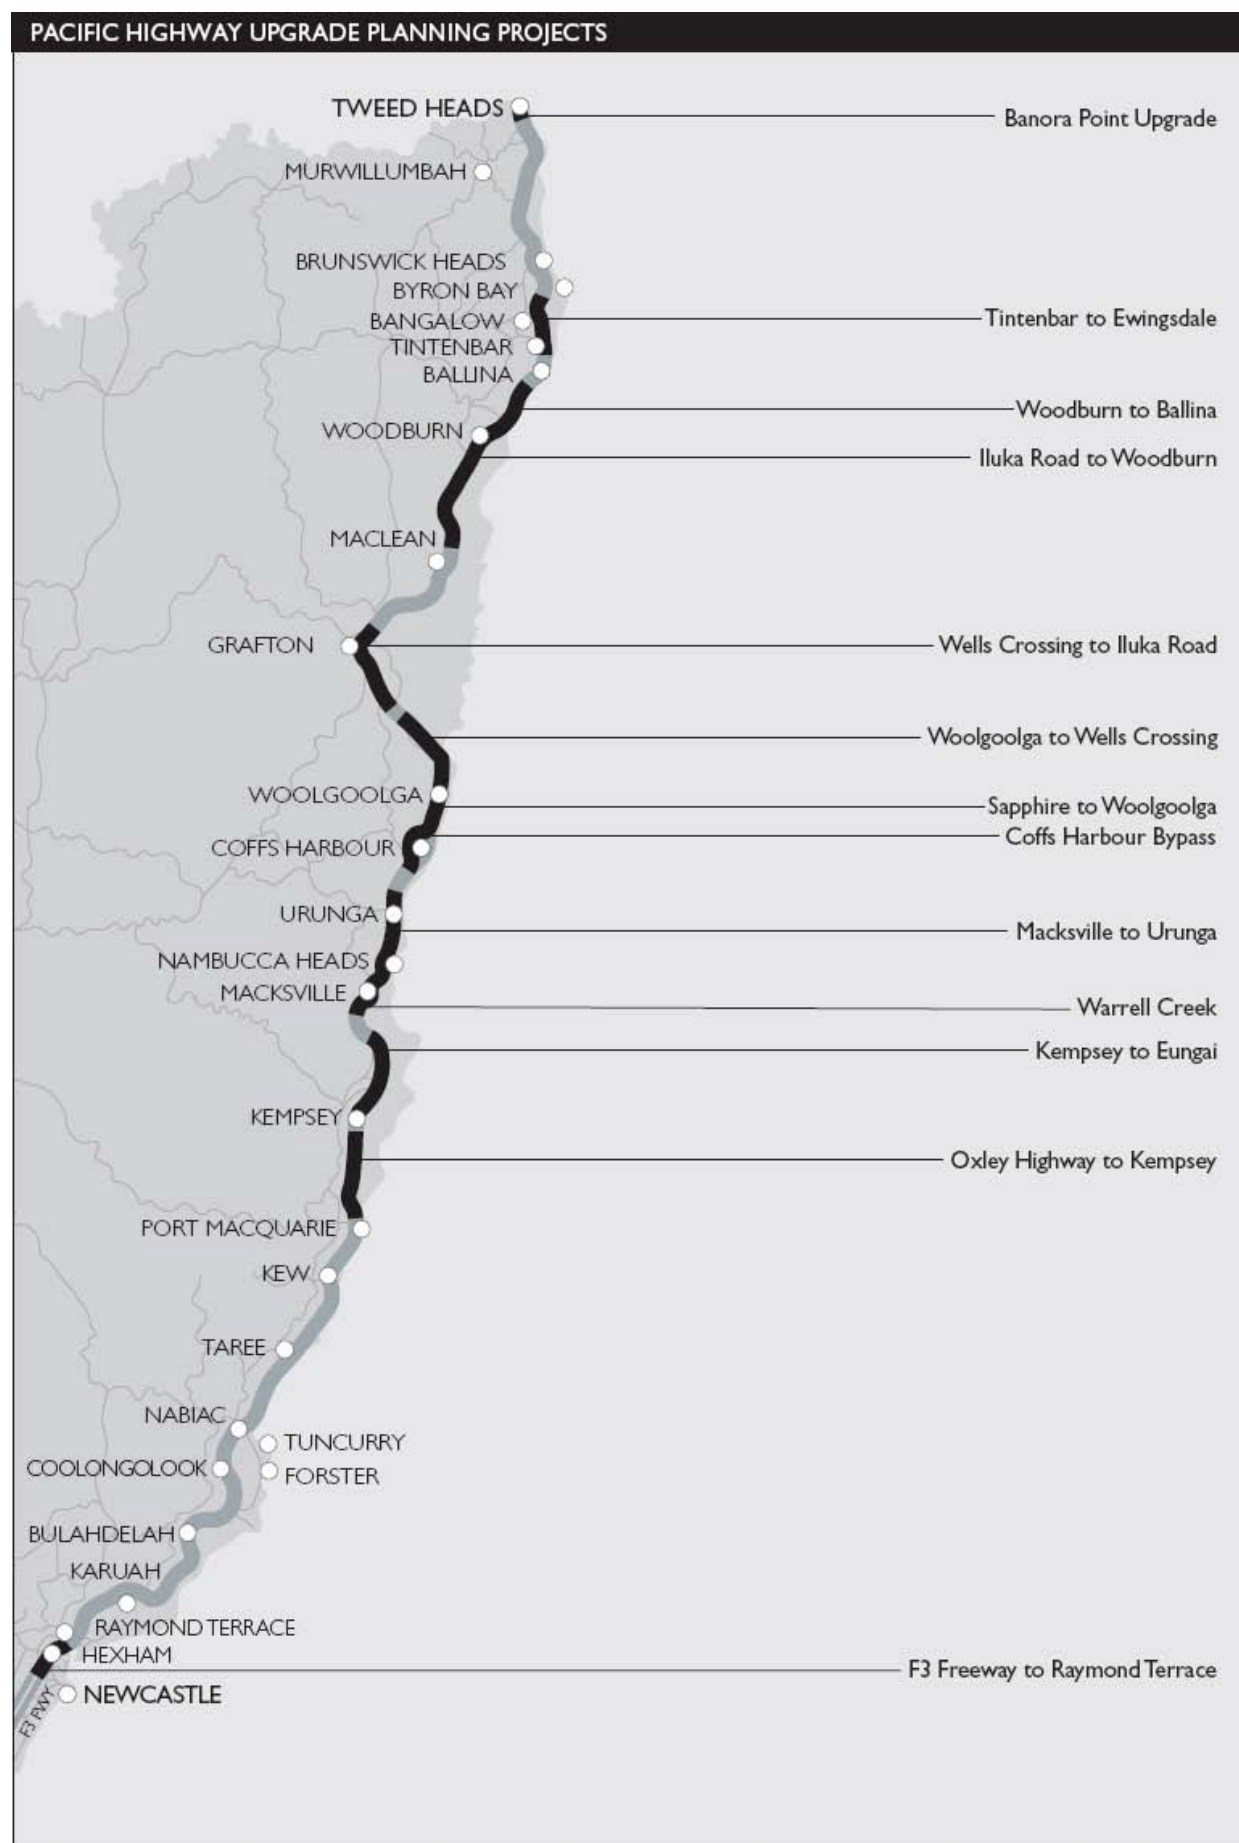 PACIFIC HIGHWAY UPGRADE PLANNING PROJECTS
TWEED HEADS
Banora Point Upgrade
MURWILLUMBAH
BRUNSWICK HEADS
BYRON BAY
BANGALOW
Tintenbar to Ewingsdale
TINTENBAR
BALLINA
Woodburn to Ballina
WOODBURN
Iluka Road to Woodburn
MACLEAN
GRAFTON
Wells Crossing to Iluka Road
Woolgoolga to Wells Crossing
WOOLGOOLGA
Sapphire to Woolgoolga
Coffs Harbour Bypass
COFFS HARBOUR
URUNGA
Macksville to Urunga
NAMBUCCA HEADS
MACKSVILLE
Warrell Creek
Kempsey to Eungai
KEMPSEY
Oxley Highway to Kempsey
PORT MACQUARIE
KEW
TAREE
NABIAC
TUNCURRY
COOLONGOLOOK
FORSTER
BULAHDELAH
KARUAH
RAYMOND TERRACE
HEXHAM
F3 Freeway to Raymond Terrace
NEWCASTLE
F3 FWY